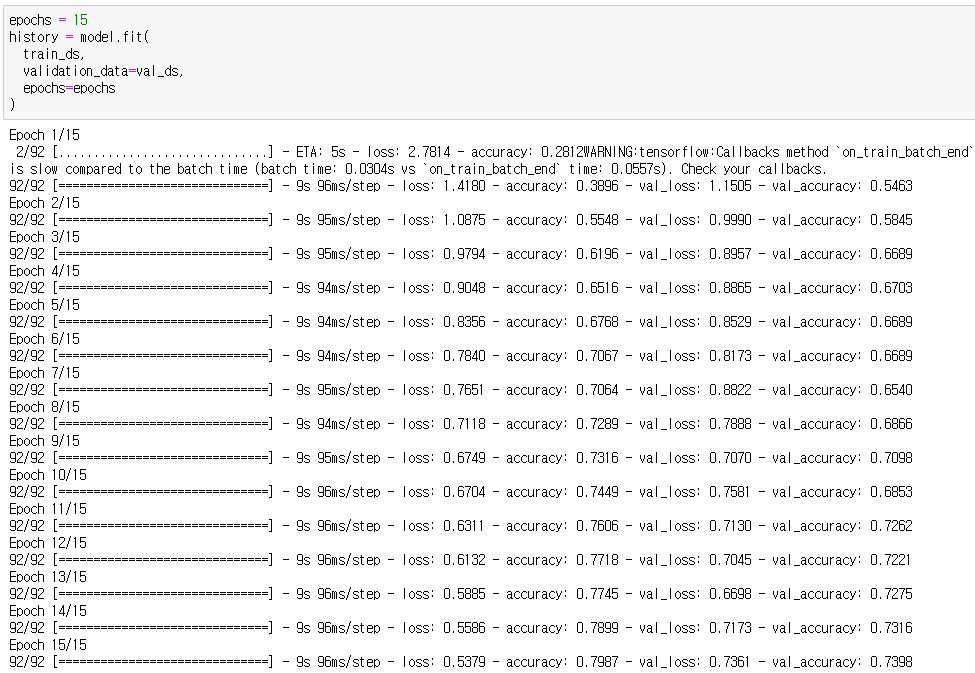 epochs = 15
history = model.fit(
  train_ds,
  validation_data=val_ds,
  epochs=epochs
)
Epoch 1/15
 2/92 [..............................] - ETA: 5s - loss: 2.7814 - accuracy: 0.2812WARNING:tensorflow:Callbacks method `on_train_batch_end`
is slow compared to the batch time (batch time: 0.0304s vs `on_train_batch_end` time: 0.0557s). Check your callbacks.
92/92 [==============================] - 9s 96ms/step - loss: 1.4180 - accuracy: 0.3896 - val_loss: 1.1505 - val_accuracy: 0.5463
Epoch 2/15
92/92 [==============================] - 9s 95ms/step - loss: 1.0875 - accuracy: 0.5548 - val_loss: 0.9990 - val_accuracy: 0.5845
Epoch 3/15
92/92 [==============================] - 9s 95ms/step - loss: 0.9794 - accuracy: 0.6196 - val_loss: 0.8957 - val_accuracy: 0.6689
Epoch 4/15
92/92 [==============================] - 9s 94ms/step - loss: 0.9048 - accuracy: 0.6516 - val_loss: 0.8865 - val_accuracy: 0.6703
Epoch 5/15
92/92 [==============================] - 9s 94ms/step - loss: 0.8356 - accuracy: 0.6768 - val_loss: 0.8529 - val_accuracy: 0.6689
Epoch 6/15
92/92 [==============================] - 9s 94ms/step - loss: 0.7840 - accuracy: 0.7067 - val_loss: 0.8173 - val_accuracy: 0.6689
Epoch 7/15
92/92 [==============================] - 9s 95ms/step - loss: 0.7651 - accuracy: 0.7064 - val_loss: 0.8822 - val_accuracy: 0.6540
Epoch 8/15
92/92 [==============================] - 9s 94ms/step - loss: 0.7118 - accuracy: 0.7289 - val_loss: 0.7888 - val_accuracy: 0.6866
Epoch 9/15
92/92 [==============================] - 9s 95ms/step - loss: 0.6749 - accuracy: 0.7316 - val_loss: 0.7070 - val_accuracy: 0.7098
Epoch 10/15
92/92 [==============================] - 9s 96ms/step - loss: 0.6704 - accuracy: 0.7449 - val_loss: 0.7581 - val_accuracy: 0.6853
Epoch 11/15
92/92 [==============================] - 9s 96ms/step - loss: 0.6311 - accuracy: 0.7606 - val_loss: 0.7130 - val_accuracy: 0.7262
Epoch 12/15
92/92 [==============================] - 9s 96ms/step - loss: 0.6132 - accuracy: 0.7718 - val_loss: 0.7045 - val_accuracy: 0.7221
Epoch 13/15
92/92 [==============================] - 9s 96ms/step - loss: 0.5885 - accuracy: 0.7745 - val_loss: 0.6698 - val_accuracy: 0.7275
Epoch 14/15
92/92 [==============================] - 9s 96ms/step - loss: 0.5586 - accuracy: 0.7899 - val_loss: 0.7173 - val_accuracy: 0.7316
Epoch 15/15
92/92 [==============================] - 9s 96ms/step - loss: 0.5379 - accuracy: 0.7987 - val_loss: 0.7361 - val_accuracy: 0.7398